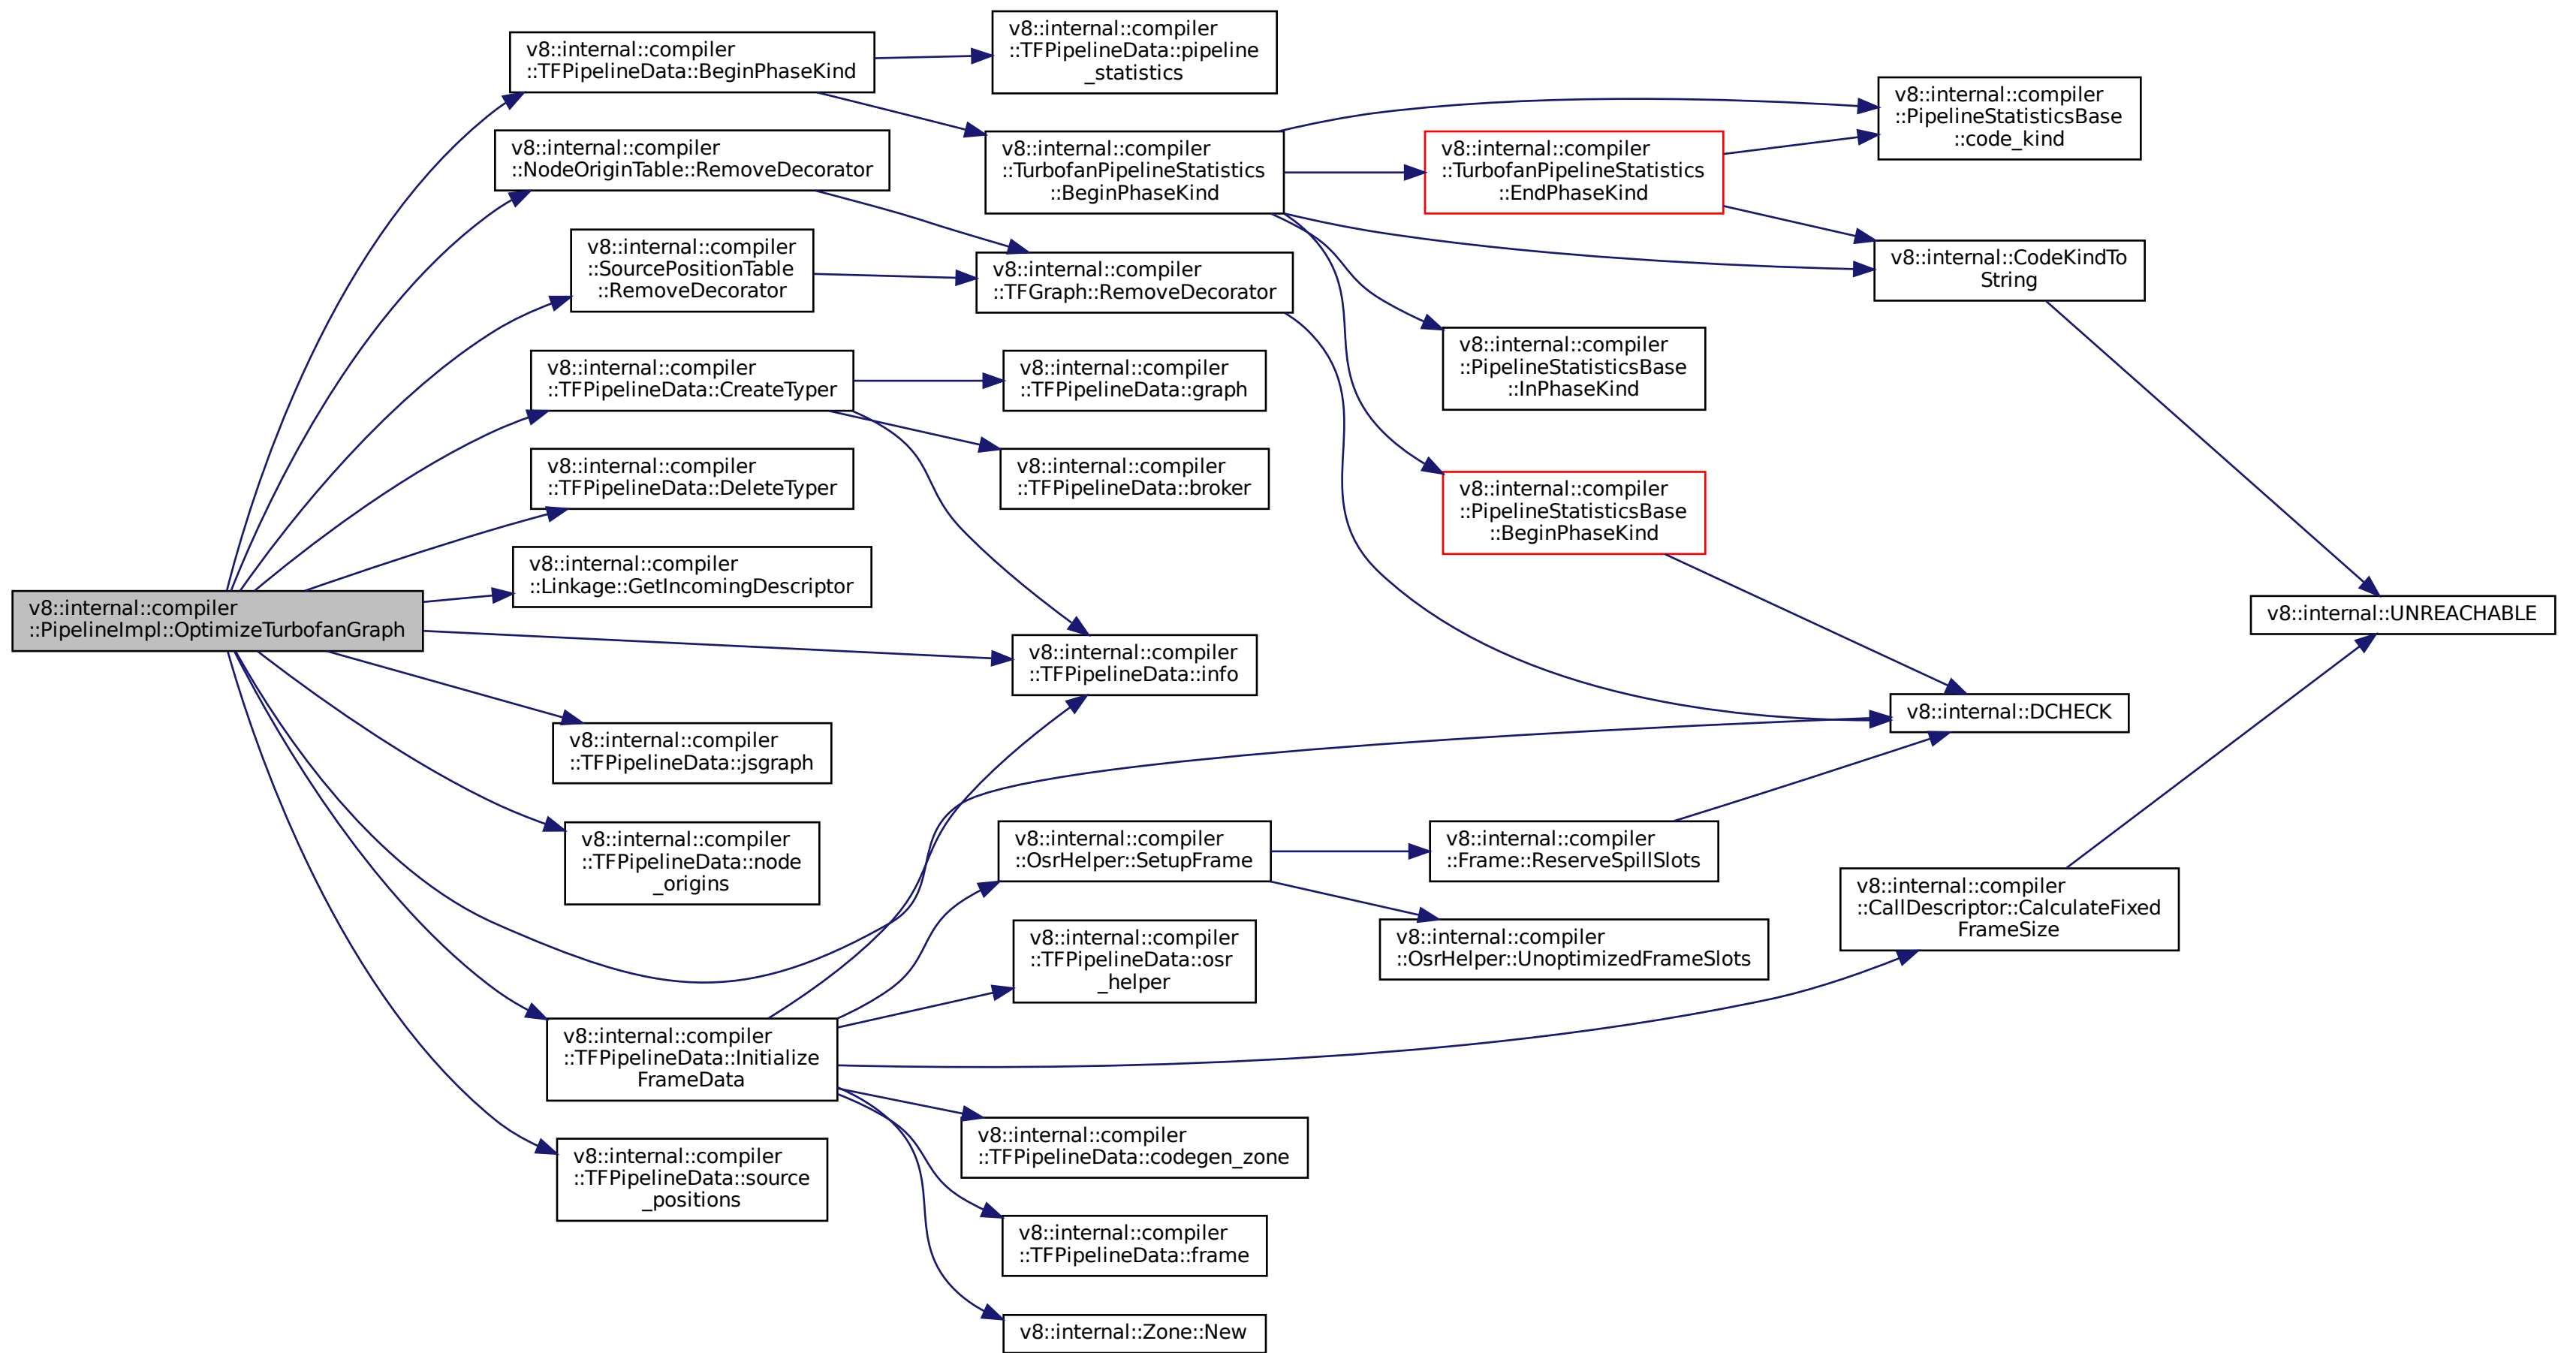 v8::internal::compiler
::PipelineImpl::OptimizeTurbofanGraph
v8::internal::compiler
::TFPipelineData::BeginPhaseKind
v8::internal::compiler
::NodeOriginTable::RemoveDecorator
v8::internal::compiler
::SourcePositionTable
::RemoveDecorator
v8::internal::compiler
::TFPipelineData::CreateTyper
v8::internal::compiler
::TFPipelineData::DeleteTyper
v8::internal::compiler
::Linkage::GetIncomingDescriptor
v8::internal::compiler
::TFPipelineData::jsgraph
v8::internal::compiler
::TFPipelineData::node
_origins
v8::internal::compiler
::TFPipelineData::Initialize
FrameData
v8::internal::compiler
::TFPipelineData::source
_positions
v8::internal::compiler
::TFPipelineData::pipeline
_statistics
v8::internal::compiler
::TurbofanPipelineStatistics
::BeginPhaseKind
v8::internal::compiler
::TFGraph::RemoveDecorator
v8::internal::compiler
::TFPipelineData::graph
v8::internal::compiler
::TFPipelineData::broker
v8::internal::compiler
::TFPipelineData::info
v8::internal::compiler
::OsrHelper::SetupFrame
v8::internal::compiler
::TFPipelineData::osr
_helper
v8::internal::compiler
::TFPipelineData::codegen_zone
v8::internal::compiler
::TFPipelineData::frame
v8::internal::Zone::New
v8::internal::compiler
::TurbofanPipelineStatistics
::EndPhaseKind
v8::internal::compiler
::PipelineStatisticsBase
::InPhaseKind
v8::internal::compiler
::PipelineStatisticsBase
::BeginPhaseKind
v8::internal::compiler
::Frame::ReserveSpillSlots
v8::internal::compiler
::OsrHelper::UnoptimizedFrameSlots
v8::internal::compiler
::PipelineStatisticsBase
::code_kind
v8::internal::CodeKindTo
String
v8::internal::DCHECK
v8::internal::compiler
::CallDescriptor::CalculateFixed
FrameSize
v8::internal::UNREACHABLE